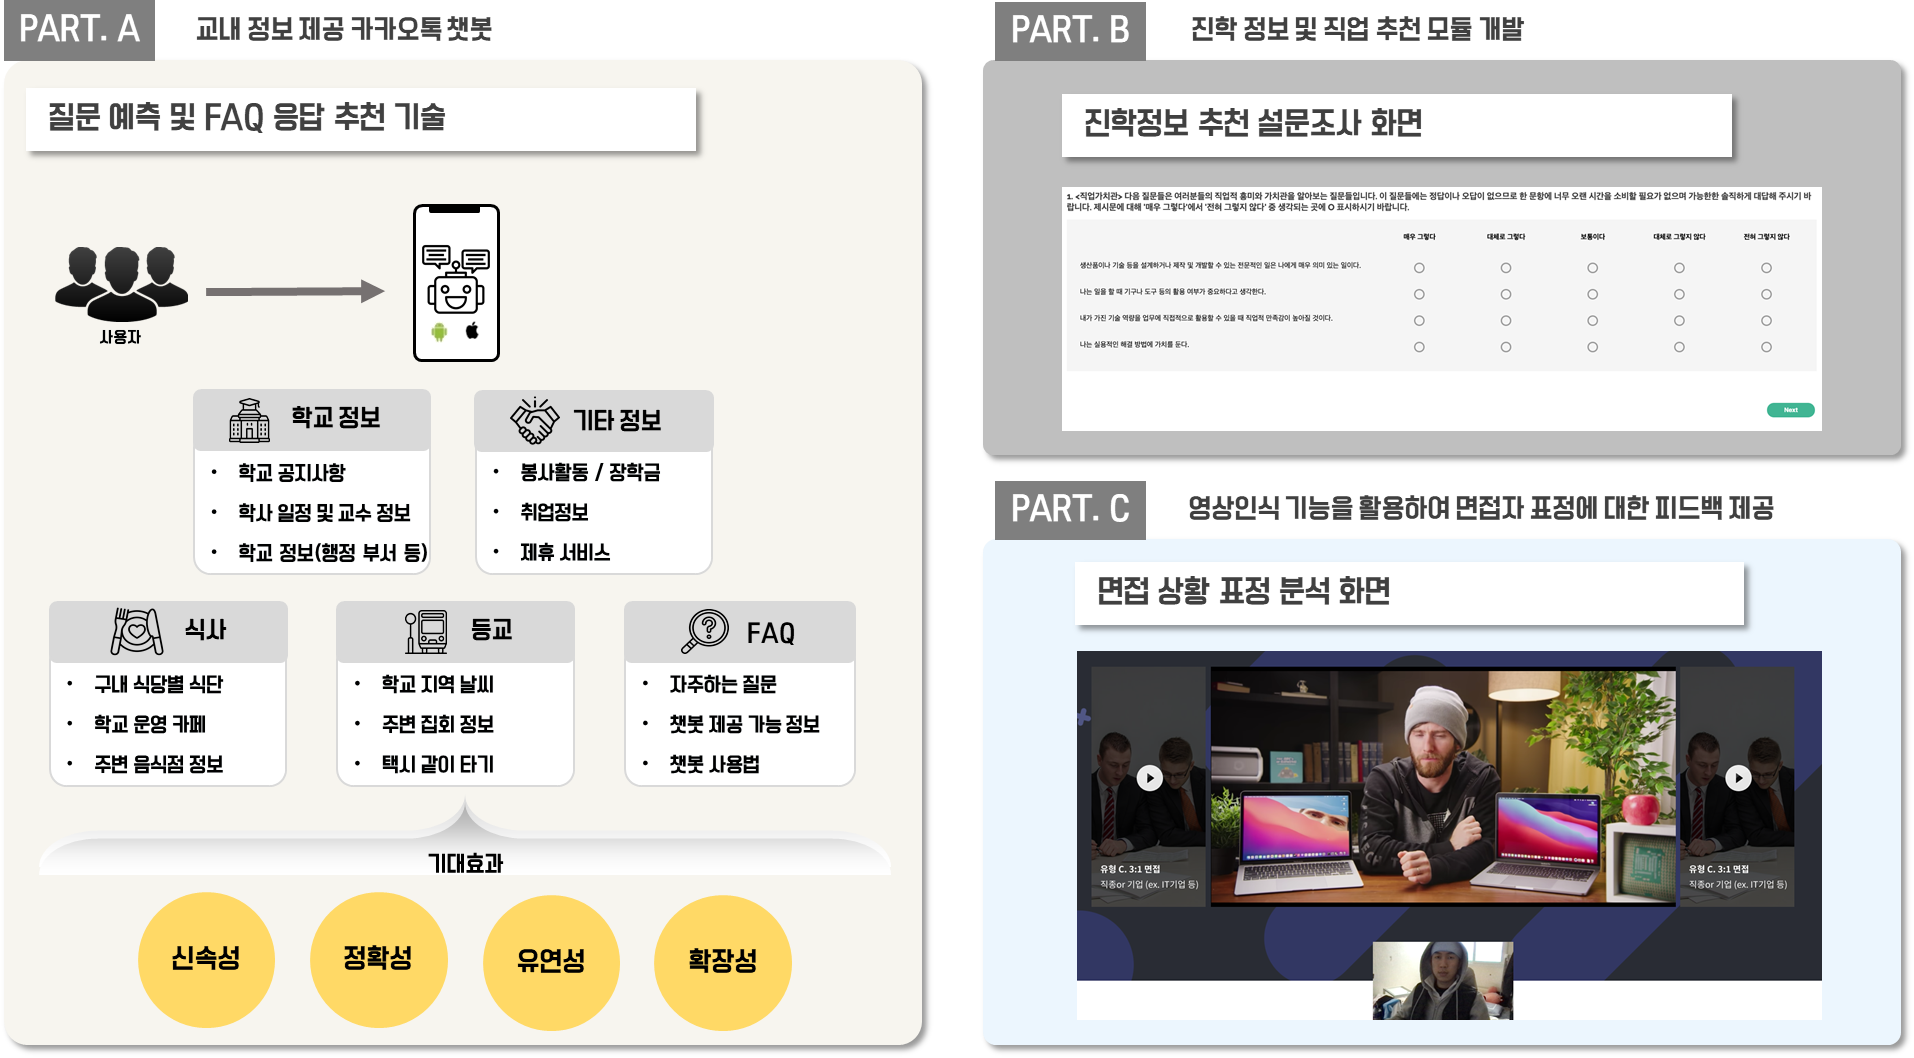 PART. A
교내 정보 제공 카카오톡 챗봇
질문 예측 및 FAQ 응답 추천 기술
사용자
학교 정보
• 학교 공지사항
• 학사 일정 및 교수 정보
• 학교 정보(행정 부서 등)
기타 정보
• 봉사활동 / 장학금
• 취업정보
• 제휴 서비스
식사
• 구내 식당별 식단
• 학교 운영 카페
• 주변 음식점 정보
등교
• 학교 지역 날씨
• 주변 집회 정보
• 택시 같이 타기
FAQ
• 자주하는 질문
• 챗봇 제공 가능 정보
• 챗봇 사용법
기대효과
신속성
정확성
유연성
확장성
PART. B
진학 정보 및 직업 추천 모듈 개발
진학정보 추천 설문조사 화면
1. <직업가치관> 다음 질문들은 여러분들의 직업적 흥미와 가치관을 알아보는 질문들입니다. 이 질문들에는 정답이나 오답이 없으므로 한 문항에 너무 오랜 시간을 소비할 필요가 없으며 가능한한 솔직하게 대답해 주시기 바
랍니다. 제시문에 대해 '매우 그렇다'에서 '전혀 그렇지 않다' 중 생각되는 곳에 O 표시하시기 바랍니다.
매우 그렇다 대체로 그렇다 보통이다 대체로 그렇지 않다 전혀 그렇지 않다
생산품이나 기술 등을 설계하거나 제작 및 개발할 수 있는 전문적인 일은 나에게 매우 의미 있는 일이다.
나는 일을 할 때 기구나 도구 등의 활용 여부가 중요하다고 생각한다.
내가 가진 기술 역량을 업무에 직접적으로 활용할 수 있을 때 직업적 만족감이 높아질 것이다.
나는 실용적인 해결 방법에 가치를 둔다.
Next
PART. C
영상인식 기능을 활용하여 면접자 표정에 대한 피드백 제공
면접 상황 표정 분석 화면
유형 C. 3:1 면접
직종or 기업 (ex. IT기업 등)
유형 C. 3:1 면접
직종or 기업 (ex. IT기업 등)